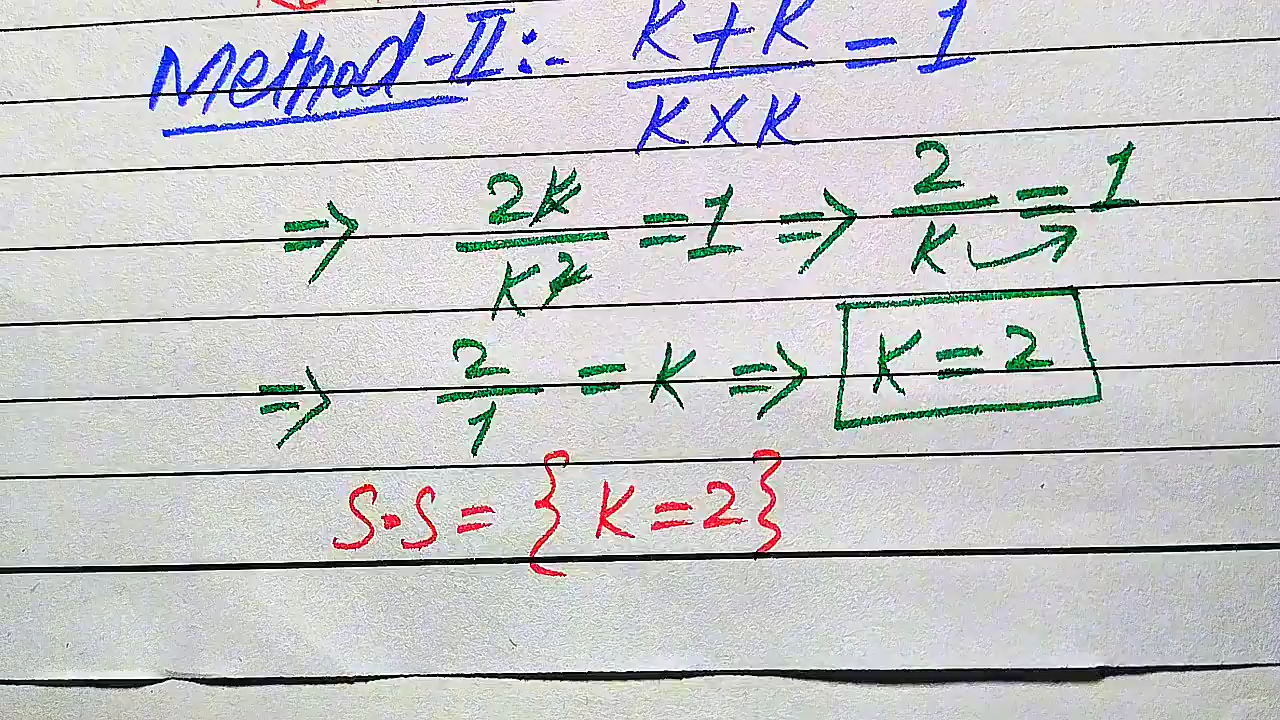 Method-II:- K+K/K×K = 1
⇒ 2K/K² = 1 ⇒ 2/K = 1
⇒ 2/1 = K ⇒ K = 2
S.S = { K = 2 }